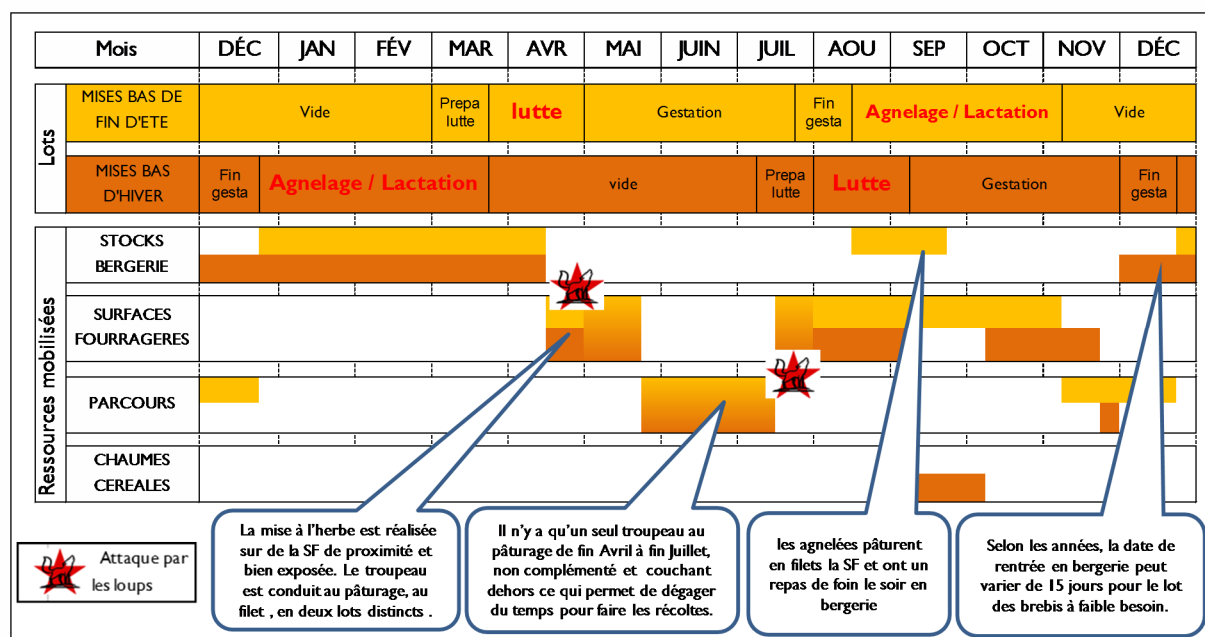 Mois DÉC JAN FÉV MAR AVR MAI JUIN JUIL AOU SEP OCT NOV DÉC
Lots
MISES BAS DE
FIN D'ETE
Vide
Prepa
lutte
lutte
Gestation
Fin
gesta
Agnelage / Lactation
Vide
MISES BAS
D'HIVER
Fin
gesta
Agnelage / Lactation
vide
Prepa
lutte
Lutte
Gestation
Fin
gesta
Ressources mobilisées
STOCKS
BERGERIE
SURFACES
FOURRAGERES
PARCOURS
CHAUMES
CEREALES
La mise à l'herbe est réalisée
sur de la SF de proximité et
bien exposée. Le troupeau
est conduit au pâturage, au
filet , en deux lots distincts .
Il n'y a qu'un seul troupeau au
pâturage de fin Avril à fin Juillet,
non complémenté et couchant
dehors ce qui permet de dégager
du temps pour faire les récoltes.
les agnelées pâturent
en filets la SF et ont un
repas de foin le soir en
bergerie
Selon les années, la date de
rentrée en bergerie peut
varier de 15 jours pour le lot
des brebis à faible besoin.
Attaque par
les loups